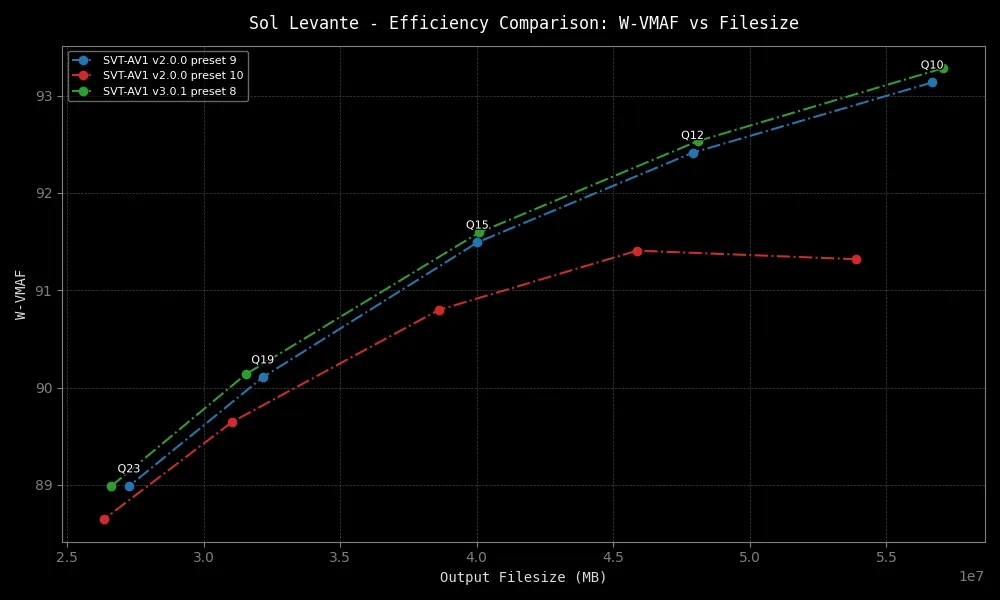 Sol Levante - Efficiency Comparison: W-VMAF vs Filesize
SVT-AV1 v2.0.0 preset 9
SVT-AV1 v2.0.0 preset 10
SVT-AV1 v3.0.1 preset 8
Q10
93
Q12
92
Q15
91
W-VMAF
Q19
90
Q23
89
2.5 3.0 3.5 4.0 4.5 5.0 5.5
1e7
Output Filesize (MB)